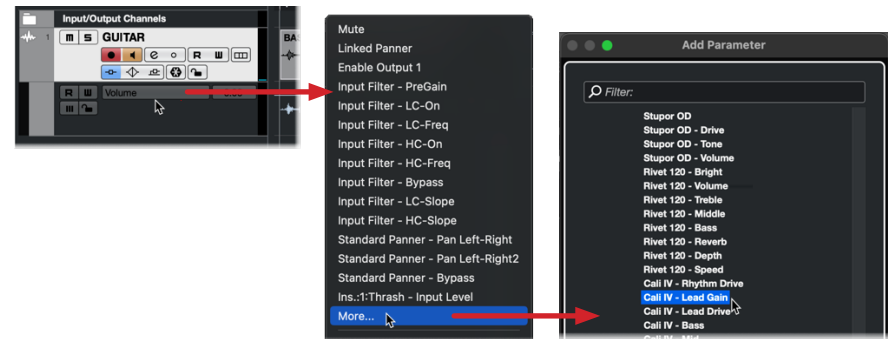 Input/Output Channels
1
m S GUITAR
e R W
R W Volume 0.00
BA
Mute
Linked Panner
Enable Output 1
Input Filter - PreGain
Input Filter - LC-On
Input Filter - LC-Freq
Input Filter - HC-On
Input Filter - HC-Freq
Input Filter - Bypass
Input Filter - LC-Slope
Input Filter - HC-Slope
Standard Panner - Pan Left-Right
Standard Panner - Pan Left-Right2
Standard Panner - Bypass
Ins.:1:Thrash - Input Level
More...
Add Parameter
Filter:
Stupor OD
Stupor OD - Drive
Stupor OD - Tone
Stupor OD - Volume
Rivet 120 - Bright
Rivet 120 - Volume
Rivet 120 - Treble
Rivet 120 - Middle
Rivet 120 - Bass
Rivet 120 - Reverb
Rivet 120 - Depth
Rivet 120 - Speed
Cali IV - Rhythm Drive
Cali IV - Lead Gain
Cali IV - Lead Drive
Cali IV - Bass
Cali IV - Mid